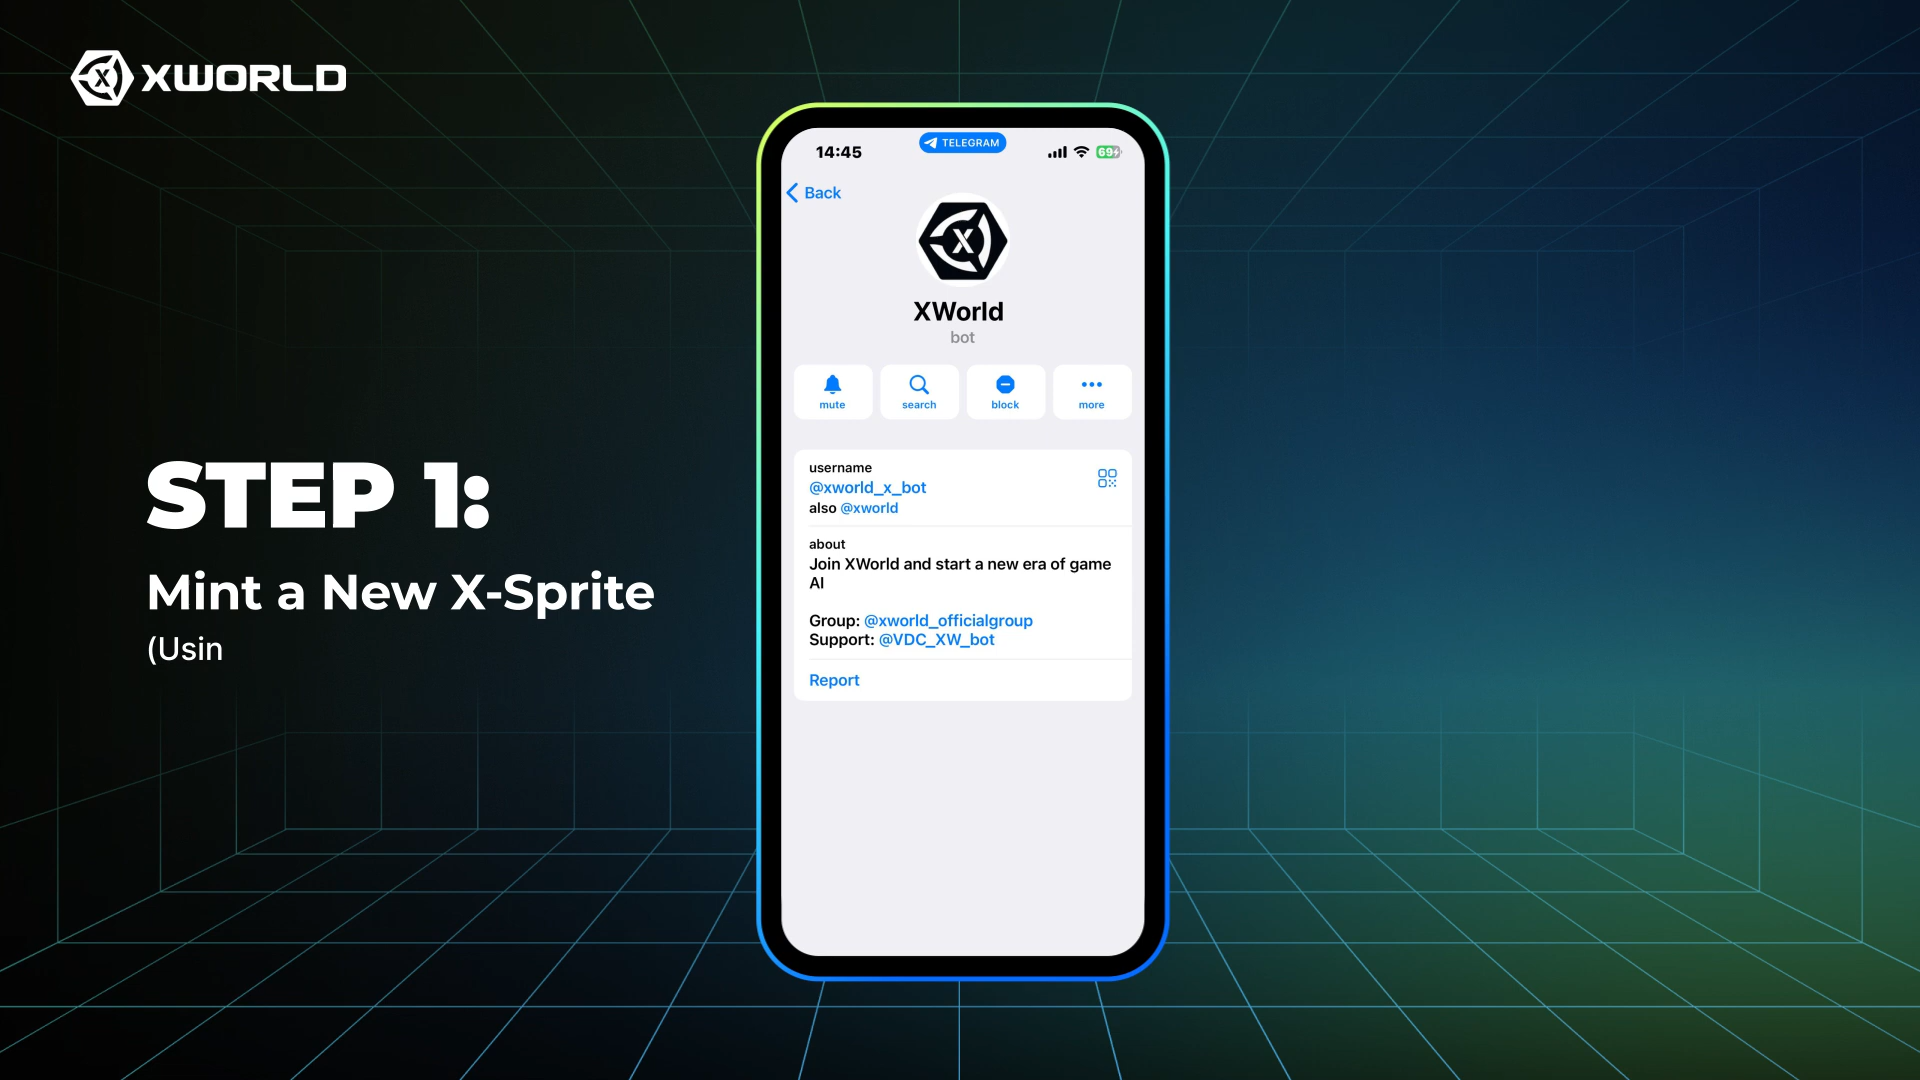 XWORLD
STEP 1:
Mint a New X-Sprite
(Usin
14:45
TELEGRAM
69
Back
X
XWorld
bot
mute
search
block
more
username
@xworld_x_bot
also @xworld
about
Join XWorld and start a new era of game
AI
Group: @xworld_officialgroup
Support: @VDC_XW_bot
Report